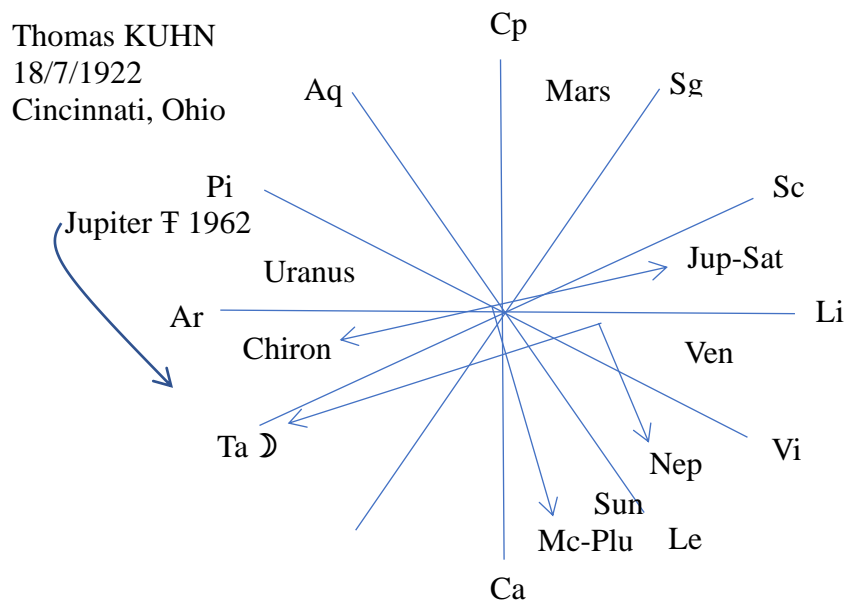 Thomas KUHN
18/7/1922
Cincinnati, Ohio
Cp
Aq
Mars
Sg
Pi
Sc
Jupiter Ŧ 1962
Jup-Sat
Uranus
Ar
Li
Chiron
Ven
Ta ☽
Vi
Nep
Sun
Mc-Plu
Le
Ca